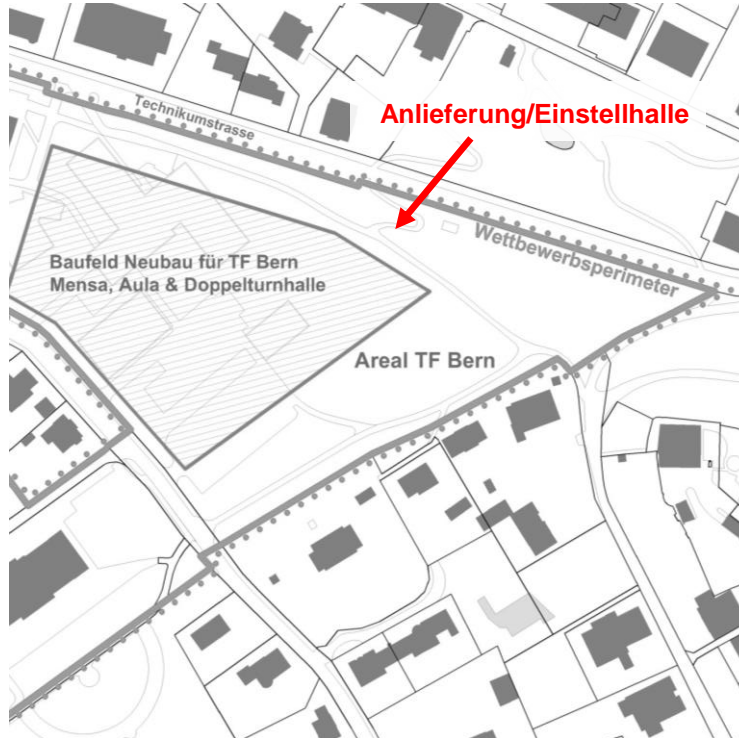 Technikumstrasse
Anlieferung/Einstellhalle
Wettbewerbsperimeter
Baufeld Neubau für TF Bern
Mensa, Aula & Doppelturnhalle
Areal TF Bern